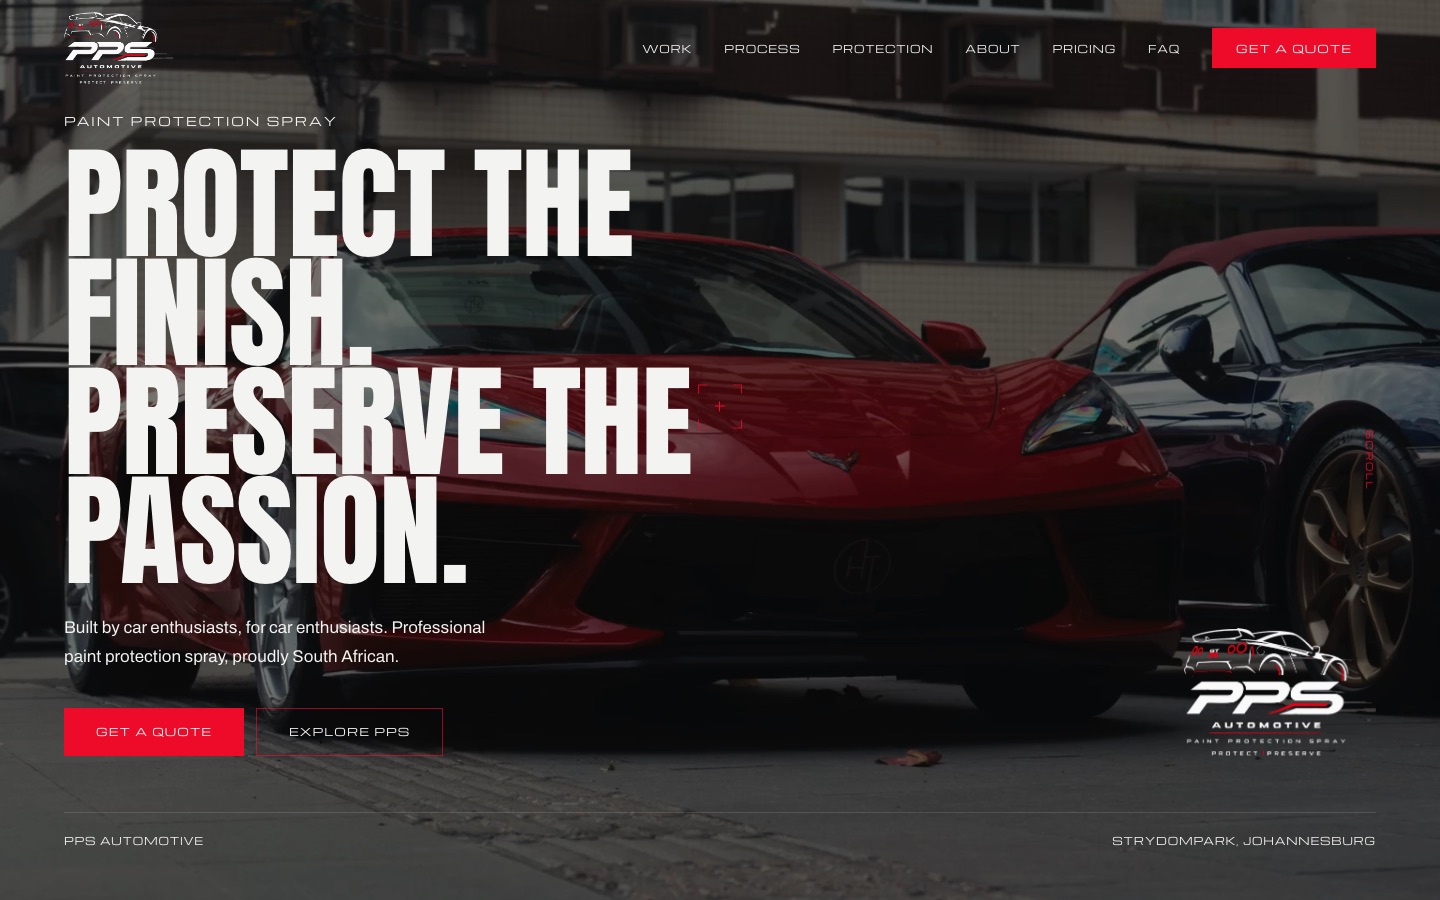 PPS
AUTOMOTIVE
PAINT PROTECTION SPRAY
PROTECT PRESERVE
WORK
PROCESS
PROTECTION
ABOUT
PRICING
FAQ
GET A QUOTE
PAINT PROTECTION SPRAY
PROTECT THE
FINISH.
PRESERVE THE
PASSION.
SCROLL
Built by car enthusiasts, for car enthusiasts. Professional
paint protection spray, proudly South African.
GET A QUOTE
EXPLORE PPS
PPS
AUTOMOTIVE
PAINT PROTECTION SPRAY
PROTECT PRESERVE
PPS AUTOMOTIVE
STRYDOMPARK, JOHANNESBURG